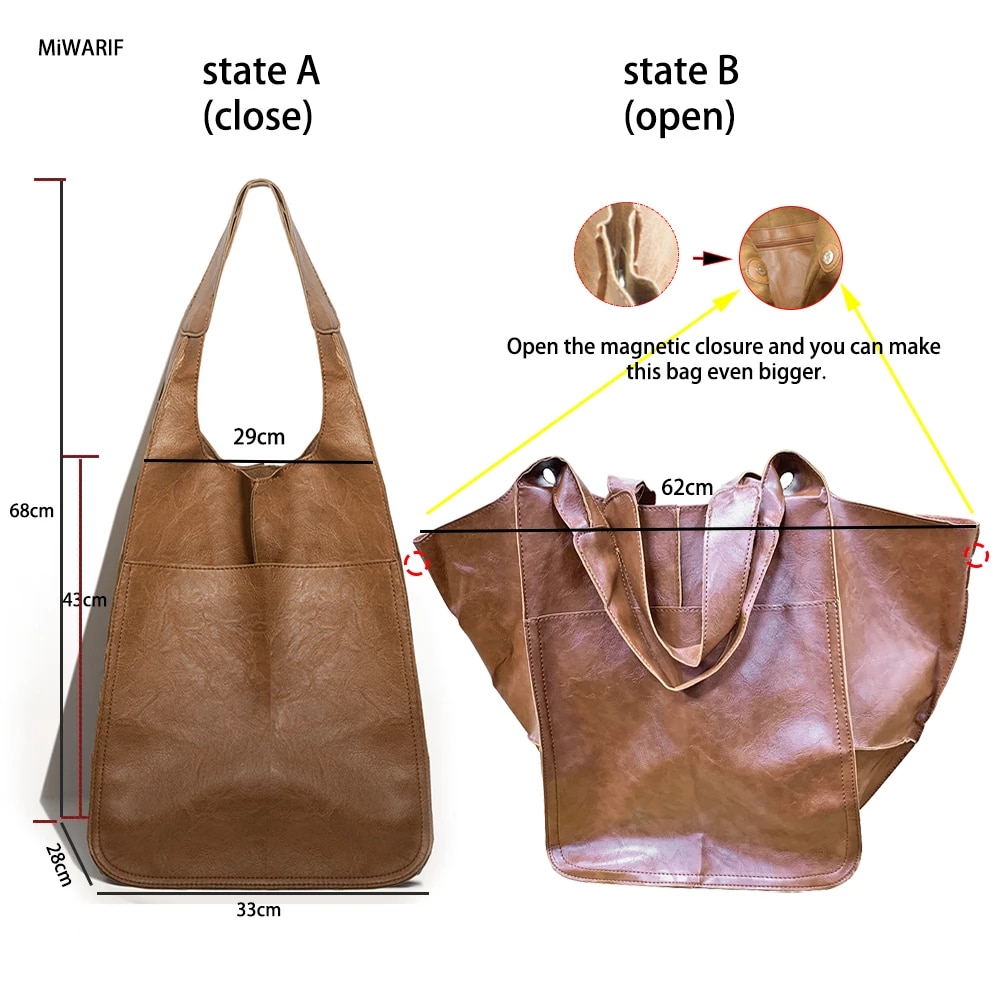 MiWARIF
state A
(close)
state B
(open)
Open the magnetic closure and you can make
this bag even bigger.
29cm
62cm
68cm
43cm
28cm
33cm